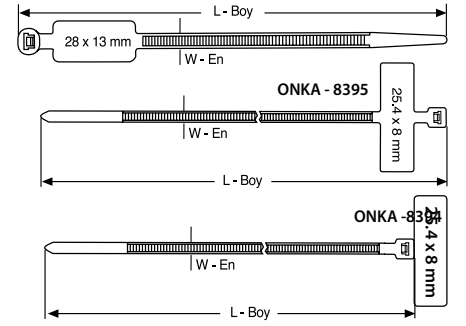 L - Boy
28 x 13 mm
W - En
ONKA - 8395
25.4 x 8 mm
W - En
L - Boy
ONKA -8394
25.4 x 8 mm
W - En
L - Boy